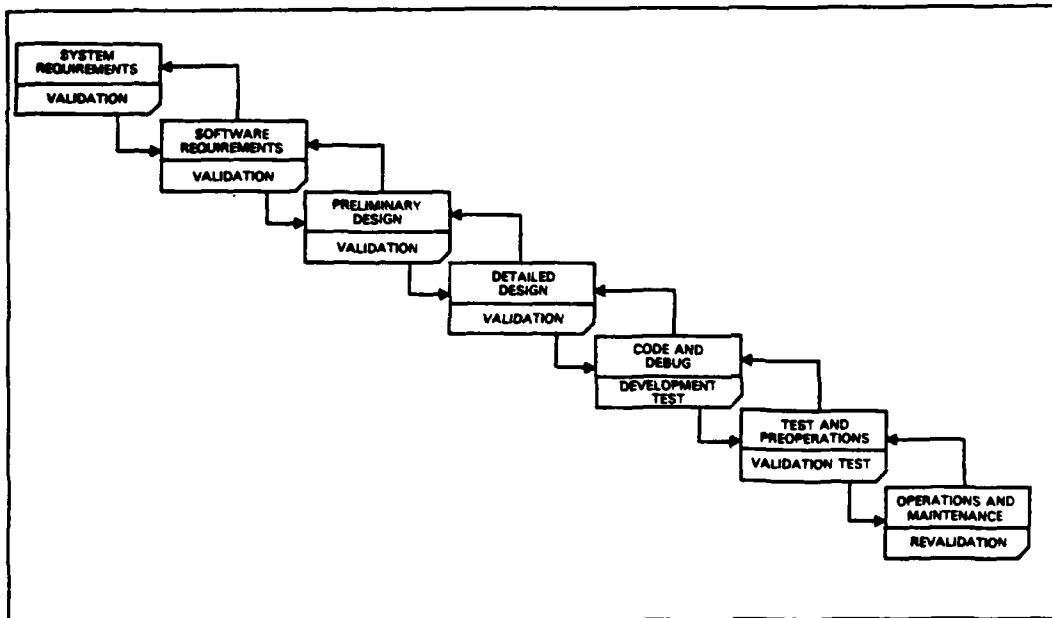 SYSTEM
REQUIREMENTS
VALIDATION
SOFTWARE
REQUIREMENTS
VALIDATION
PRELIMINARY
DESIGN
VALIDATION
DETAILED
DESIGN
VALIDATION
CODE AND
DEBUG
DEVELOPMENT
TEST
TEST AND
PREOPERATIONS
VALIDATION TEST
OPERATIONS AND
MAINTENANCE
REVALIDATION